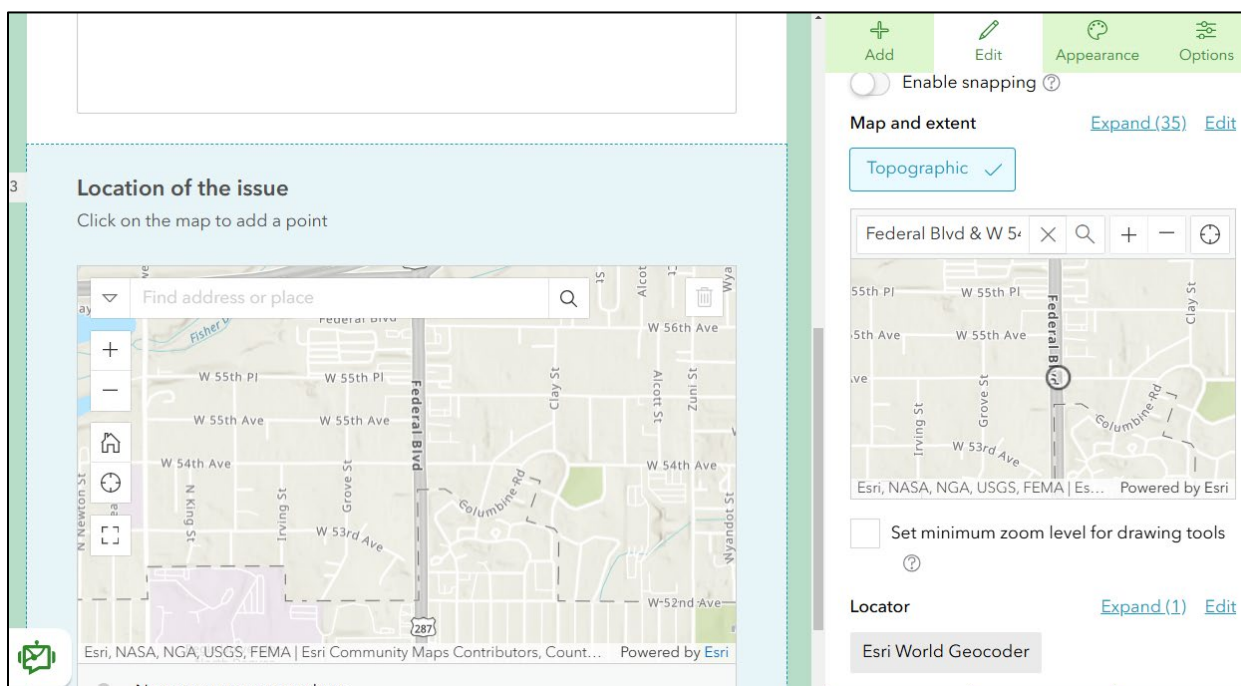 Add
Edit
Appearance
Options
Enable snapping
Map and extent
Expand (35)
Edit
Topographic
Federal Blvd & W 54
W 55th Pl
Clay St
Federal Blvd
W 55th Ave
Grove St
Irving St
Columbine Rd
W 53rd Ave
Esri, NASA, NGA, USGS, FEMA | Es...
Powered by Esri
Set minimum zoom level for drawing tools
Locator
Expand (1)
Edit
Esri World Geocoder
3
Location of the issue
Click on the map to add a point
Find address or place
W 56th Ave
W 55th Pl
W 55th Pl
Federal Blvd
Clay St
Alcott St
Zuni St
W 55th Ave
W 55th Ave
W 54th Ave
W 54th Ave
N Newton St
N King St
Irving St
Grove St
W 53rd Ave
Columbine Rd
Wyandot St
W 52nd Ave
287
Esri, NASA, NGA, USGS, FEMA | Esri Community Maps Contributors, Count...
Powered by Esri